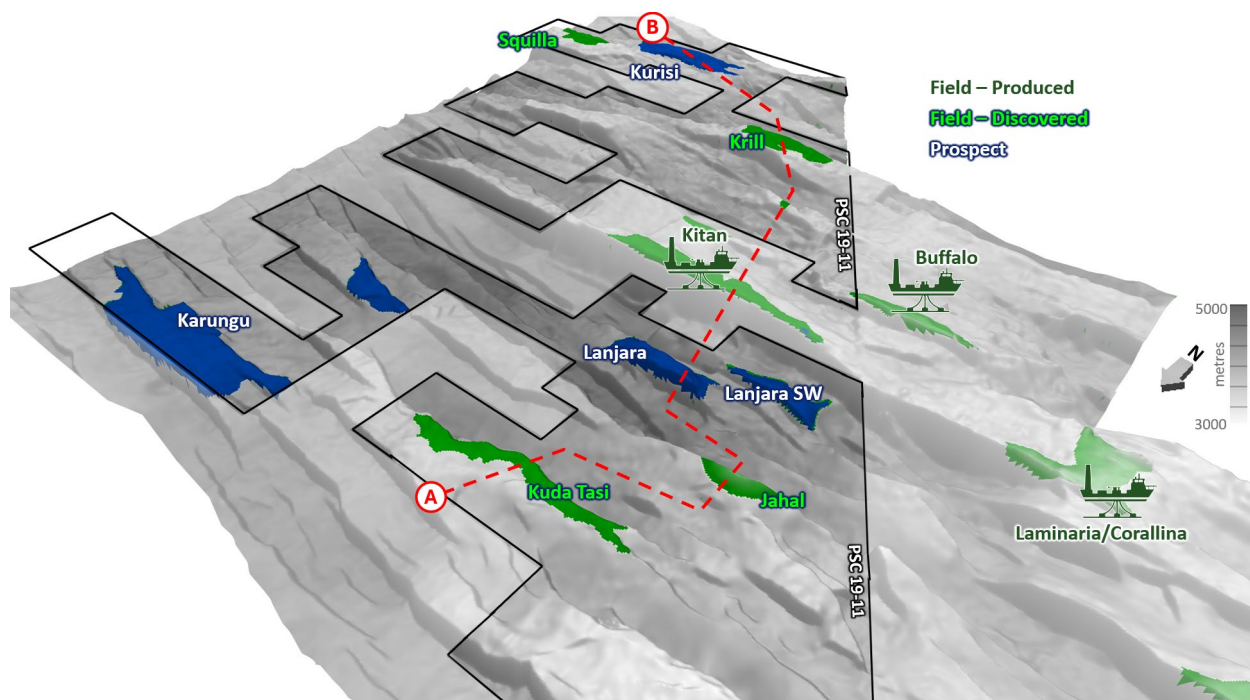 B
Squilla
Kurisi
Field – Produced
Field – Discovered
Prospect
Krill
PSC 19-11
Kitan
Buffalo
Karungu
5000
metres
3000
N
Lanjara
Lanjara SW
A
Kuda Tasi
Jahal
Laminaria/Corallina
PSC 19-11